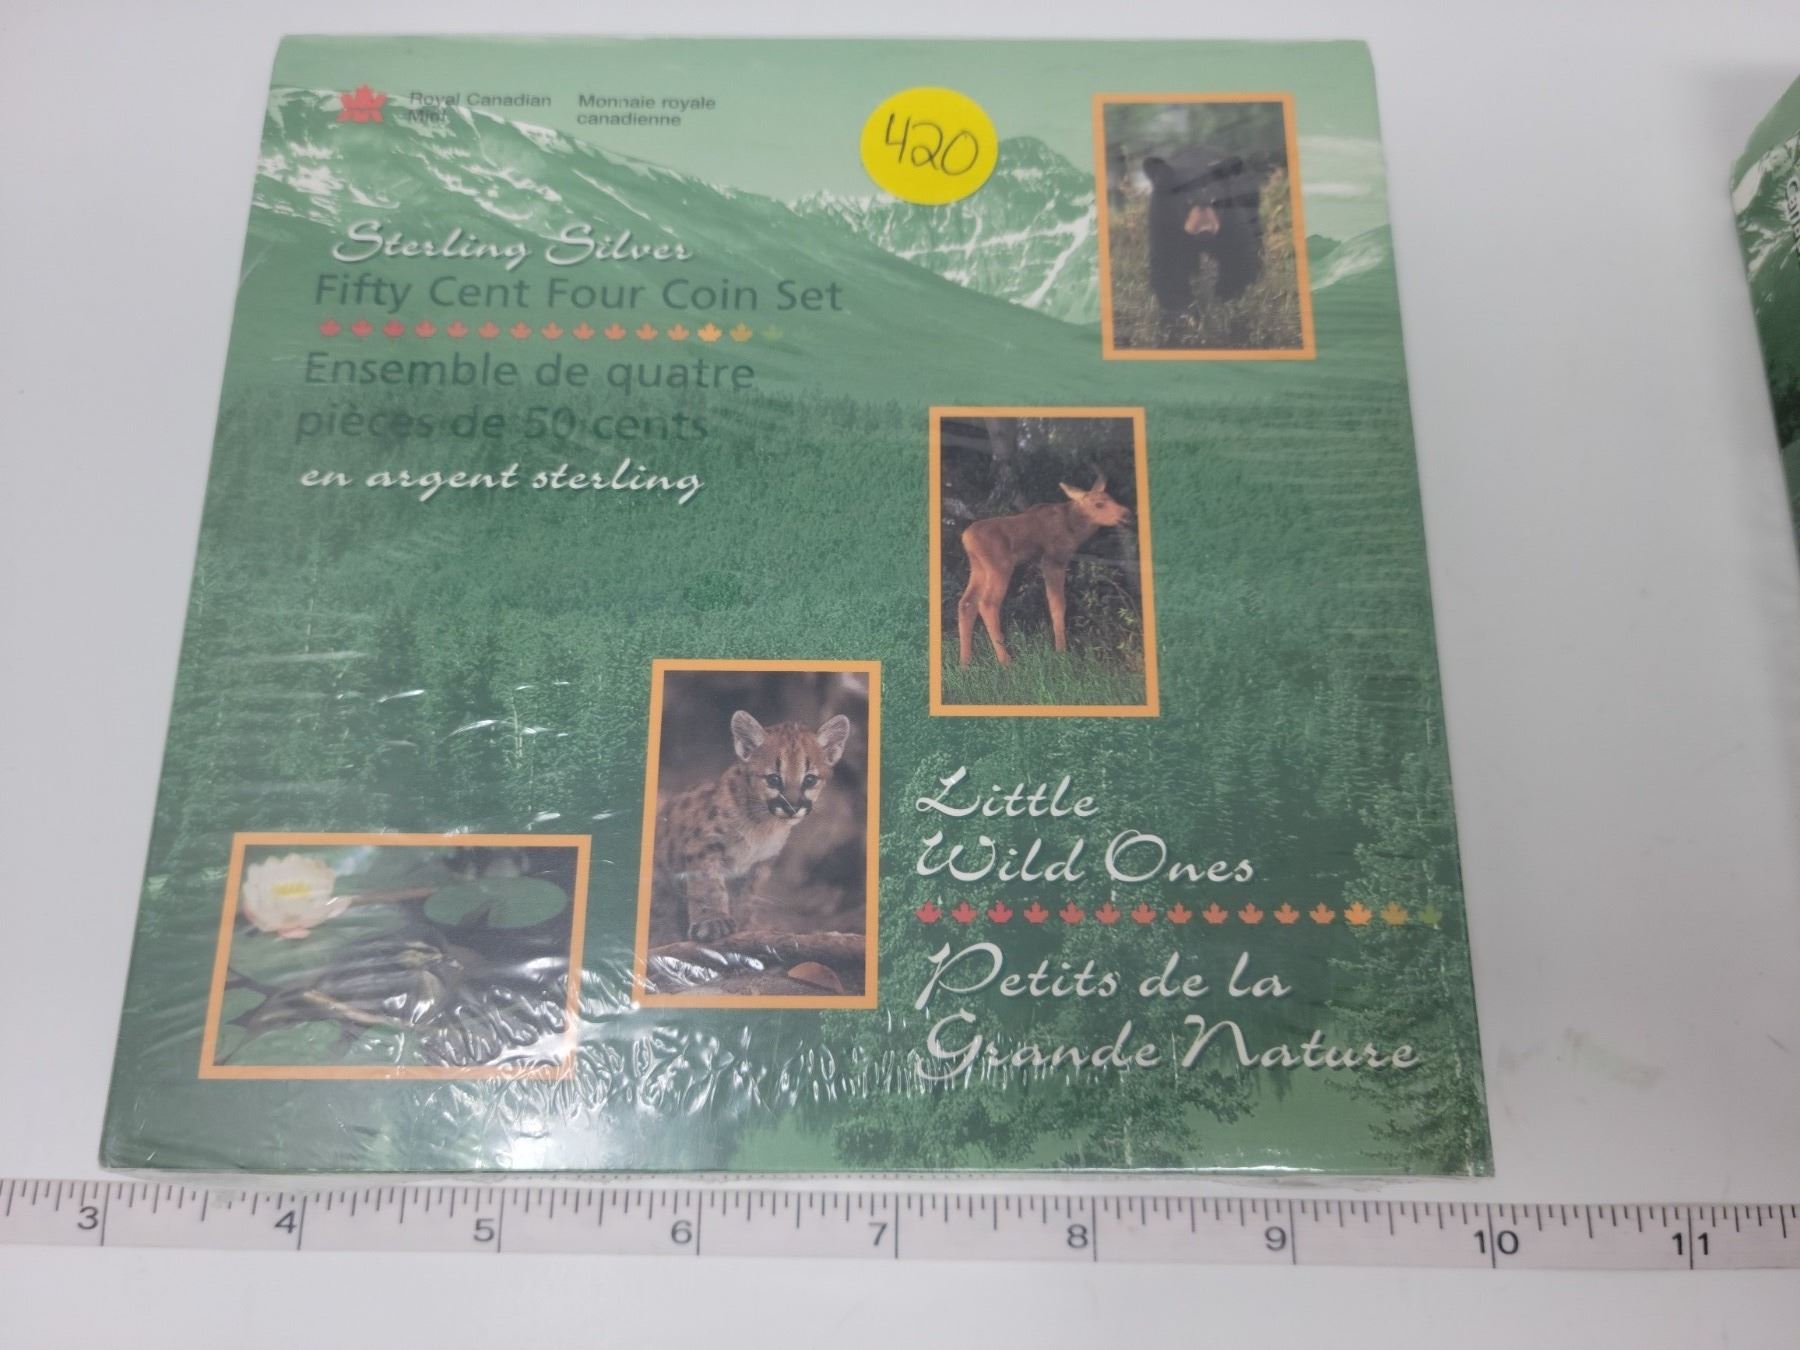 Royal Canadian Mint
Monnaie royale canadienne
420
Sterling Silver
Fifty Cent Four Coin Set
Ensemble de quatre
pièces de 50 cents
en argent sterling
Little
Wild Ones
Petits de la
Grande Nature
3 4 5 6 7 8 9 10 11